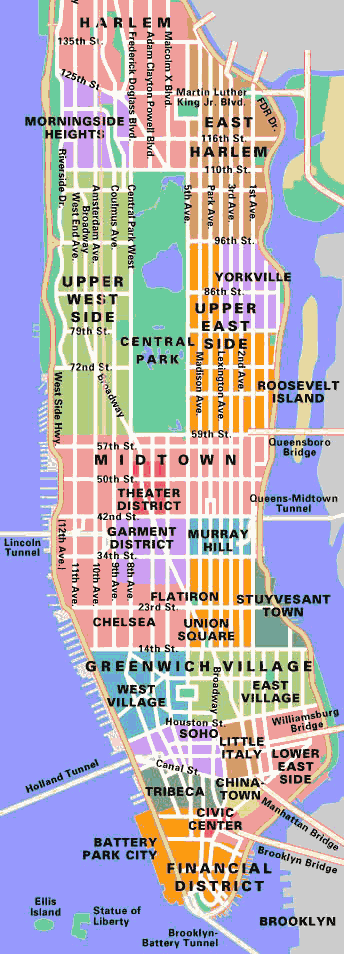 HARLEM
135th St.
Frederick Doglass Blvd.
Adam Clayton Powell Blvd.
Malcolm X Blvd.
125th St.
Martin Luther
King Jr. Blvd.
FDR Dr.
MORNINGSIDE
HEIGHTS
EAST
116th St.
HARLEM
110th St.
Riverside Dr.
West End Ave.
Broadway
Amsterdam Ave.
Coulmus Ave.
Central Park West
5th Ave.
Park Ave.
3rd Ave.
1st Ave.
96th St.
YORKVILLE
86th St.
UPPER
WEST
SIDE
UPPER
EAST
SIDE
79th St.
CENTRAL
PARK
72nd St.
Broadway
Madison Ave.
Lexington Ave.
2nd Ave.
ROOSEVELT
ISLAND
West Side Hwy.
59th St.
57th St.
Queensboro
Bridge
MIDTOWN
50th St.
THEATER
DISTRICT
Queens-Midtown
Tunnel
42nd St.
GARMENT
DISTRICT
MURRAY
HILL
Lincoln
Tunnel
(12th Ave.)
34th St.
11th Ave.
10th Ave.
9th Ave.
8th Ave.
FLATIRON
23rd St.
STUYVESANT
TOWN
CHELSEA
UNION
SQUARE
14th St.
GREENWICH VILLAGE
WEST
VILLAGE
Broadway
EAST
VILLAGE
Houston St.
Williamsburg
Bridge
SOHO
LITTLE
ITALY
LOWER
EAST
SIDE
Canal St.
Holland Tunnel
TRIBECA
CHINA-
TOWN
Manhattan Bridge
CIVIC
CENTER
BATTERY
PARK CITY
Brooklyn Bridge
FINANCIAL
DISTRICT
Ellis
Island
Statue of
Liberty
BROOKLYN
Brooklyn-
Battery Tunnel